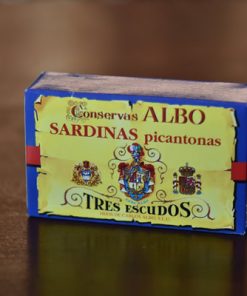 Conservas ALBO
SARDINAS picantonas
TRES ESCUDOS